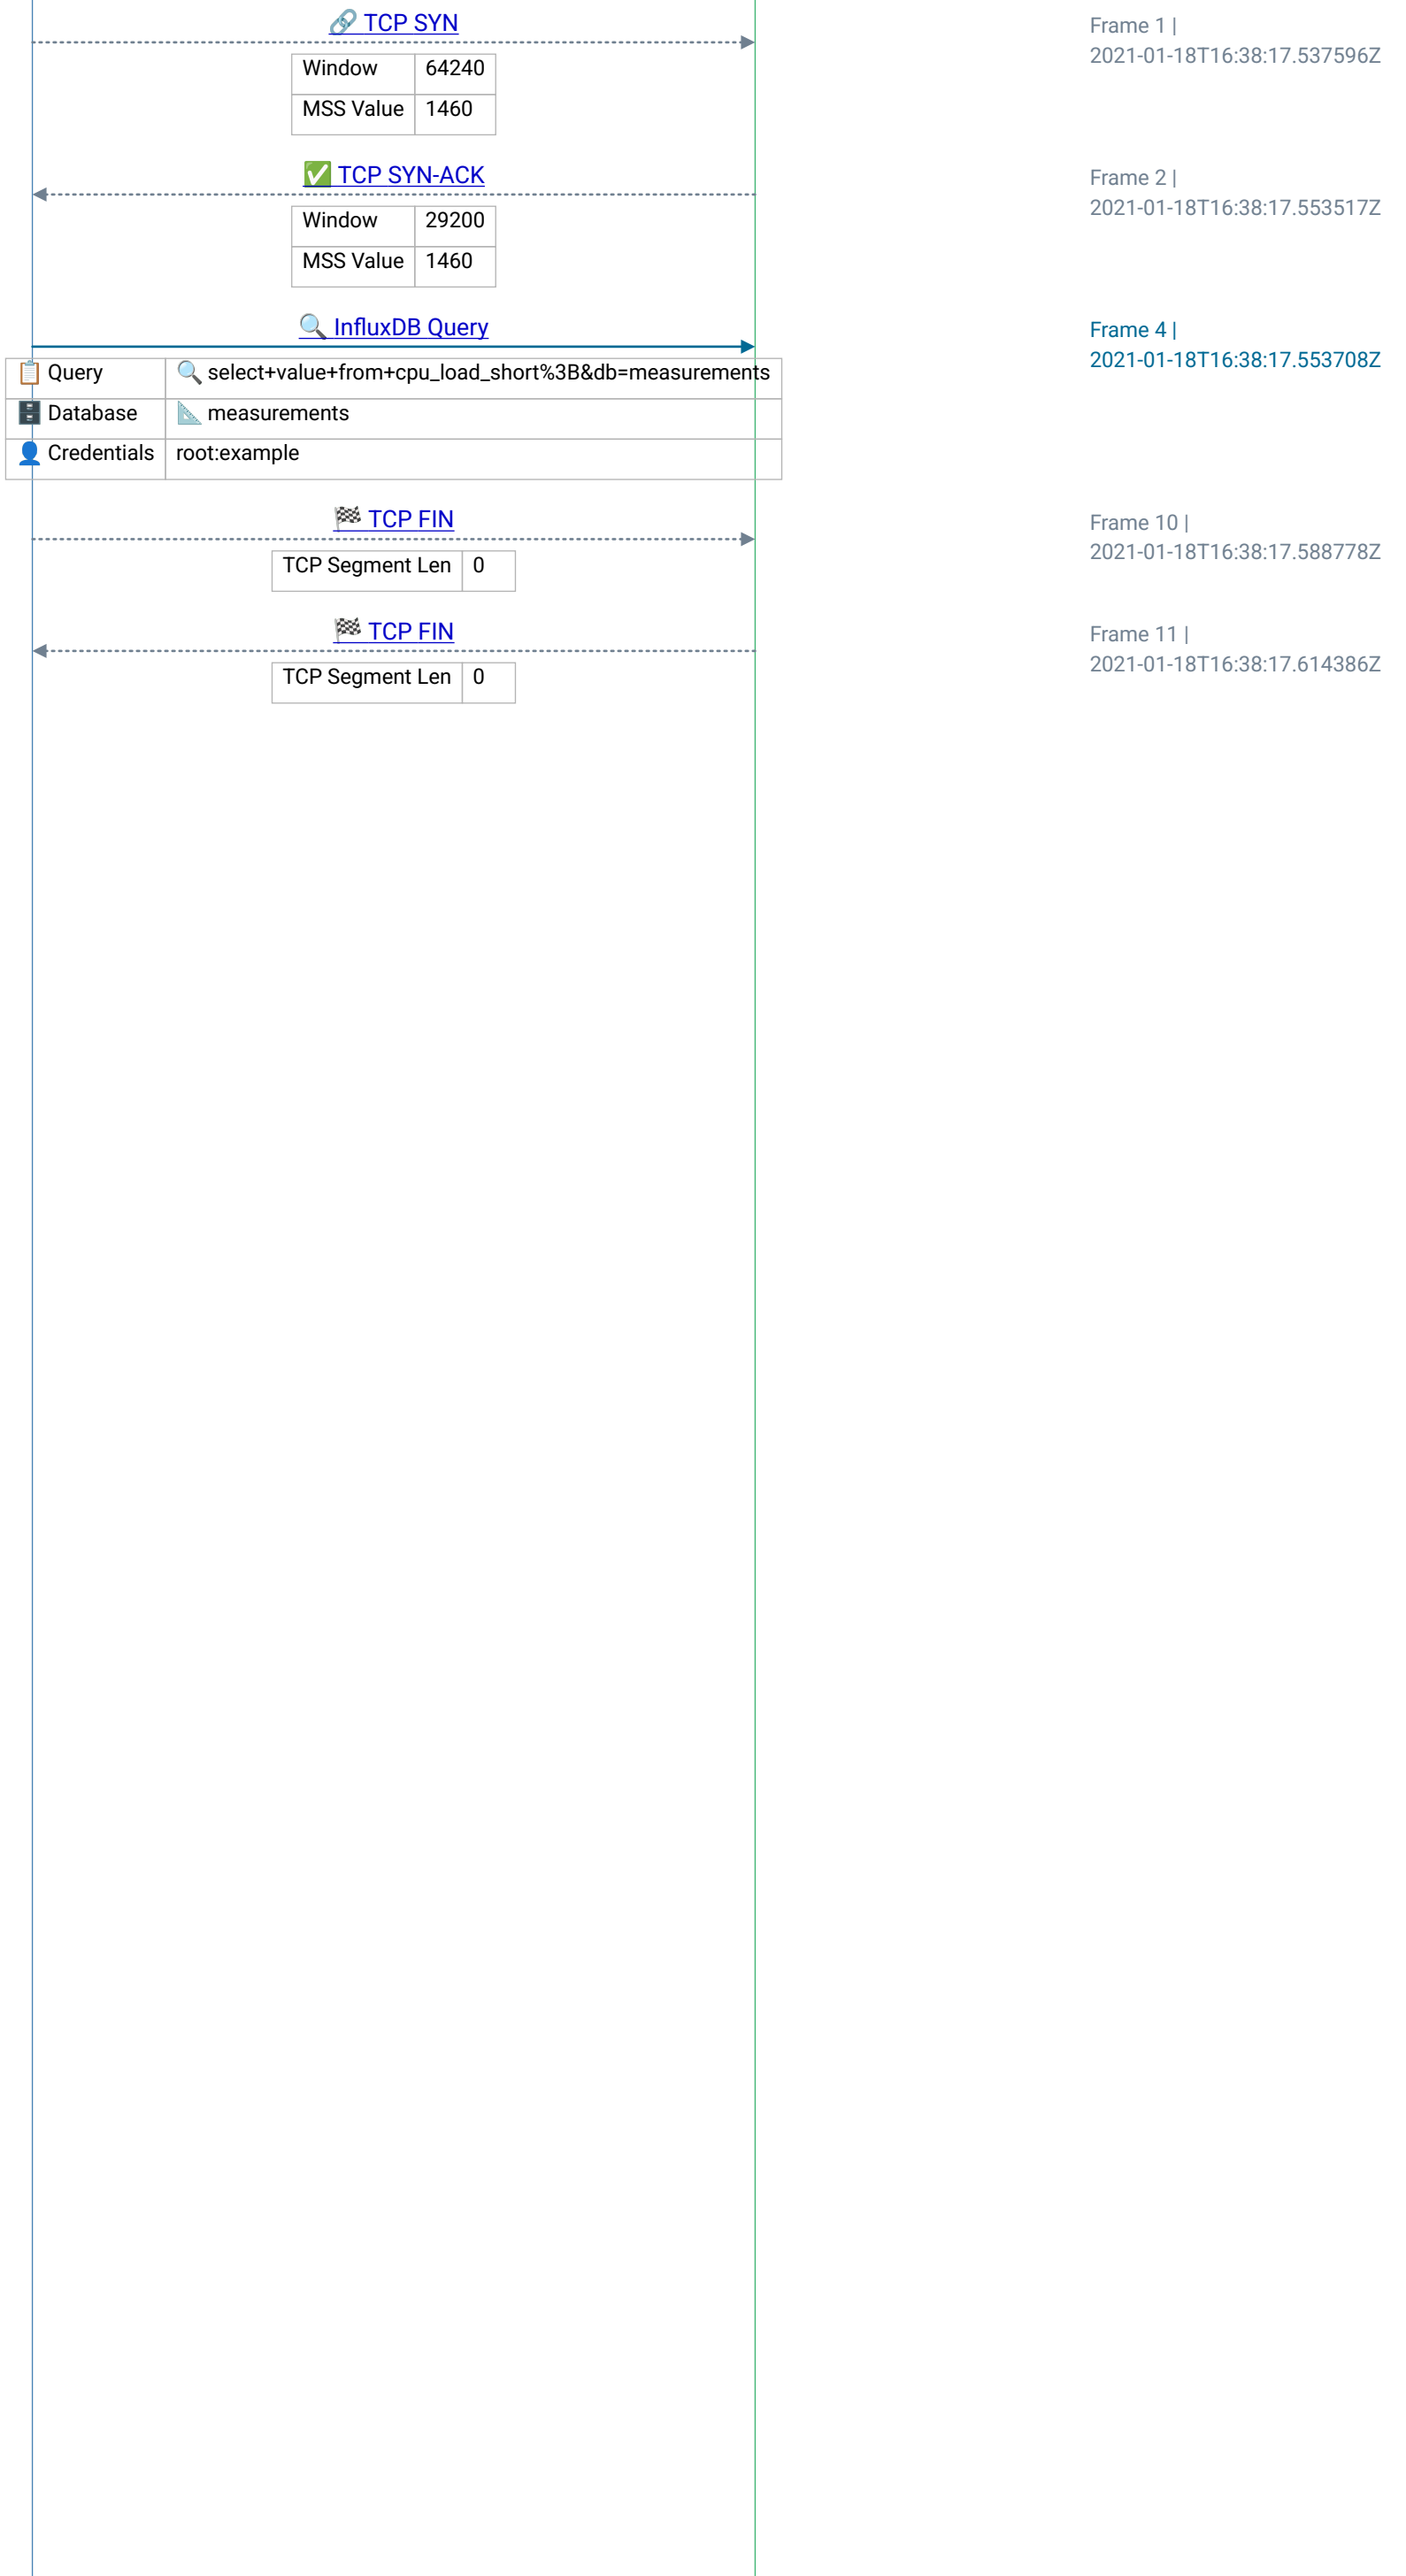 🔗 TCP SYN
Frame 1 |
2021-01-18T16:38:17.537596Z
Window 64240
MSS Value 1460
✅ TCP SYN-ACK
Frame 2 |
2021-01-18T16:38:17.553517Z
Window 29200
MSS Value 1460
🔍 InfluxDB Query
Frame 4 |
2021-01-18T16:38:17.553708Z
📋 Query 🔍 select+value+from+cpu_load_short%3B&db=measurements
🗄️ Database 📐 measurements
👤 Credentials root:example
🏁 TCP FIN
Frame 10 |
2021-01-18T16:38:17.588778Z
TCP Segment Len 0
🏁 TCP FIN
Frame 11 |
2021-01-18T16:38:17.614386Z
TCP Segment Len 0